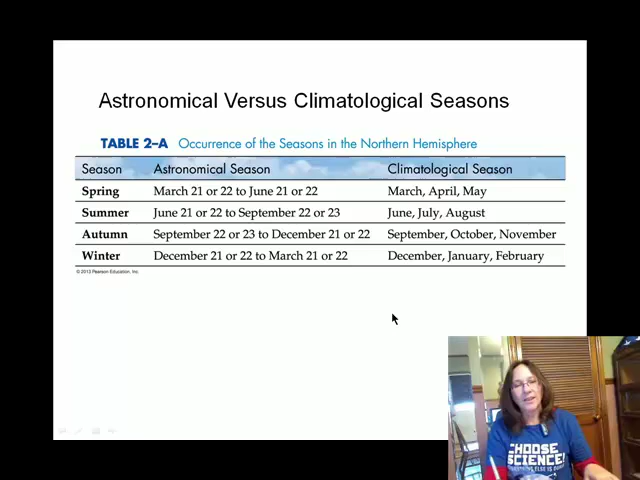 Astronomical Versus Climatological Seasons
TABLE 2–A Occurrence of the Seasons in the Northern Hemisphere
Season Astronomical Season Climatological Season
Spring March 21 or 22 to June 21 or 22 March, April, May
Summer June 21 or 22 to September 22 or 23 June, July, August
Autumn September 22 or 23 to December 21 or 22 September, October, November
Winter December 21 or 22 to March 21 or 22 December, January, February
© 2013 Pearson Education, Inc.
CHOOSE
SCIENCE!
ELSE IS